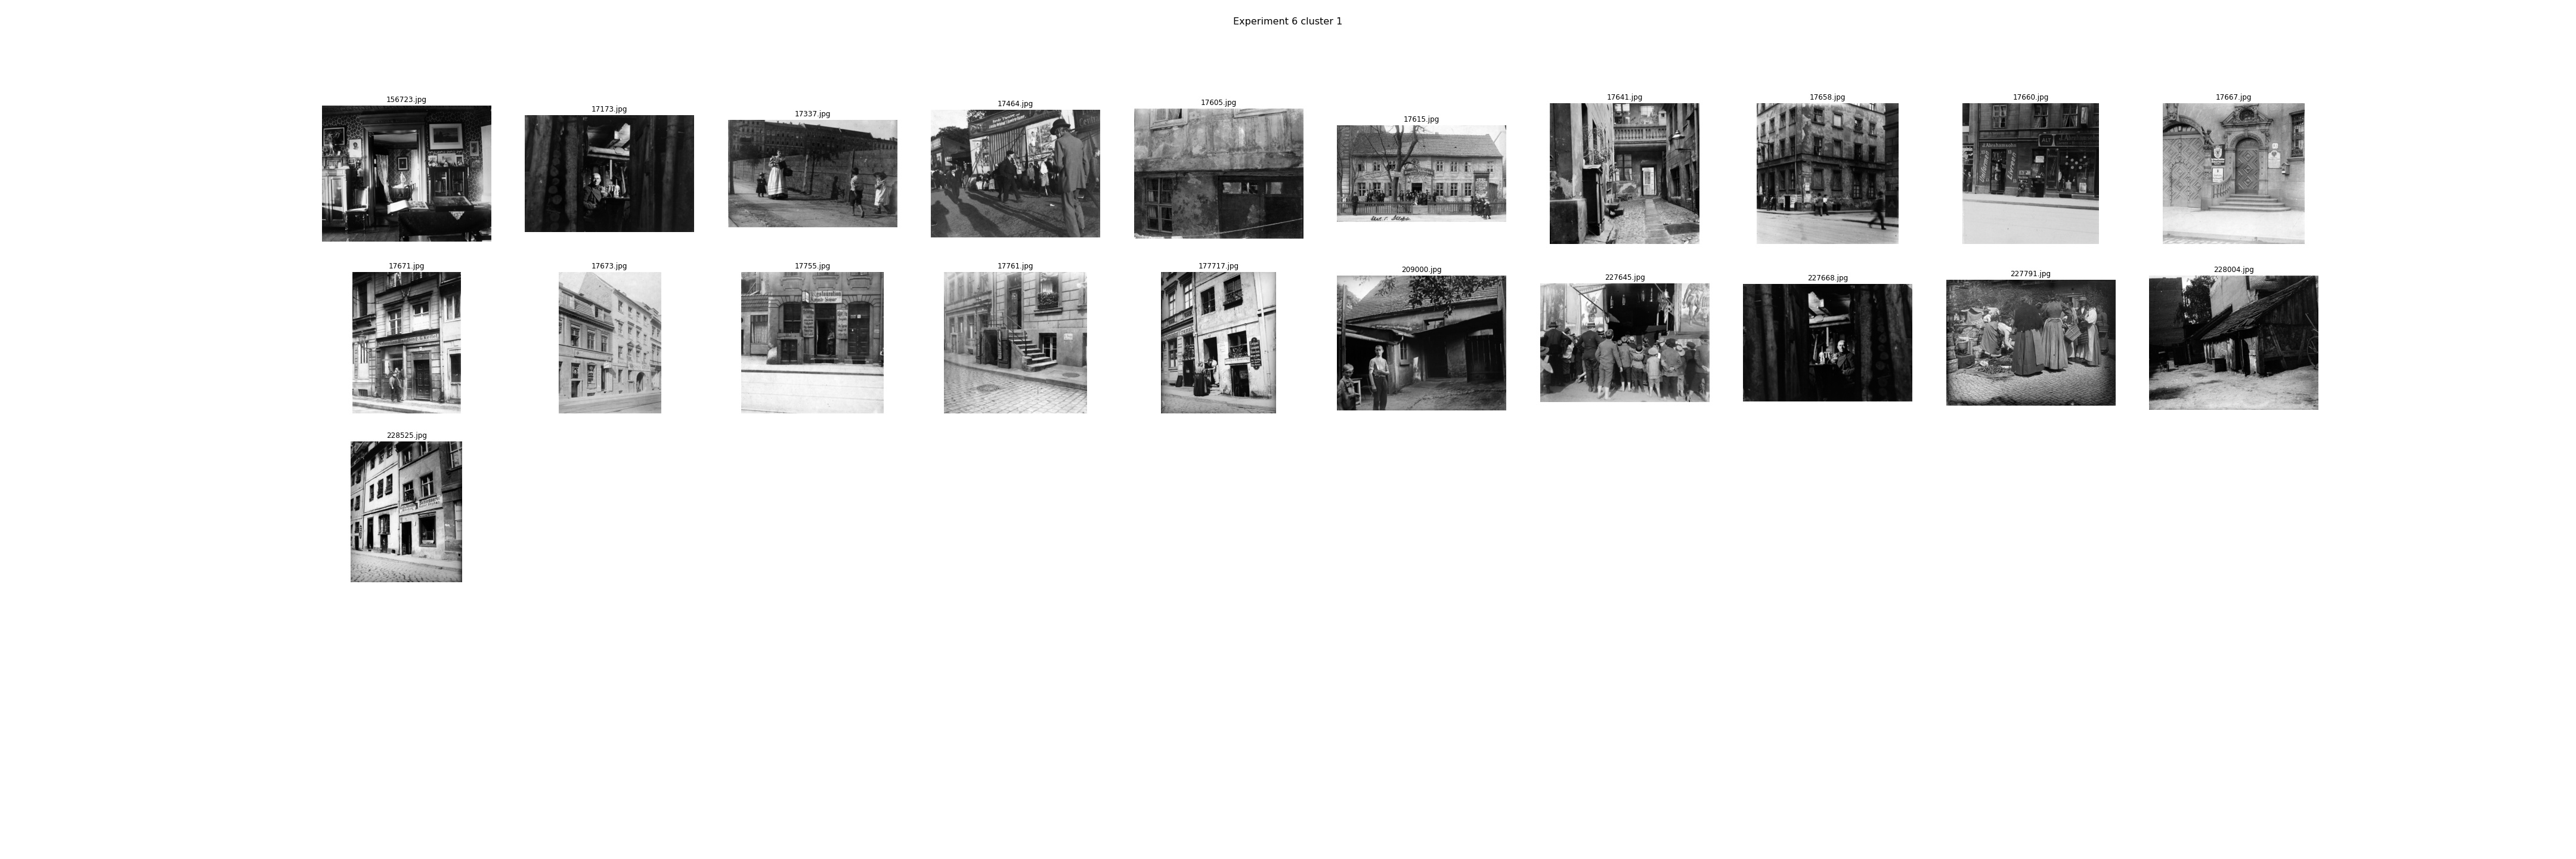 Experiment 6 cluster 1
156723.jpg
17173.jpg
17337.jpg
17464.jpg
17605.jpg
17615.jpg
17641.jpg
17658.jpg
17660.jpg
17667.jpg
17671.jpg
17673.jpg
17755.jpg
17761.jpg
177717.jpg
209000.jpg
227645.jpg
227668.jpg
227791.jpg
228004.jpg
228525.jpg